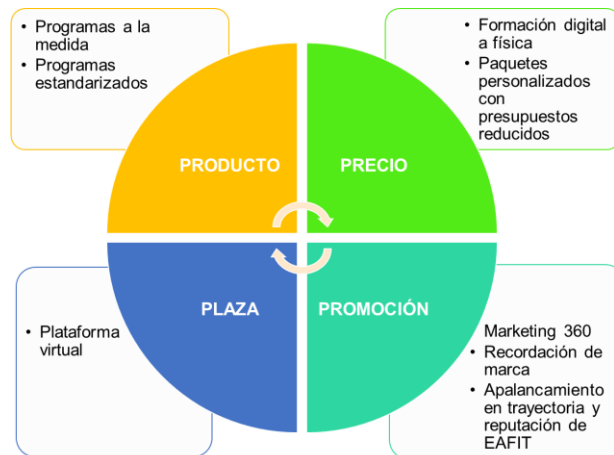 • Programas a la
medida
• Programas
estandarizados
• Formación digital
a física
• Paquetes
personalizados
con
presupuestos
reducidos
PRODUCTO
PRECIO
PLAZA
PROMOCIÓN
• Plataforma
virtual
Marketing 360
• Recordación de
marca
• Apalancamiento
en trayectoria y
reputación de
EAFIT